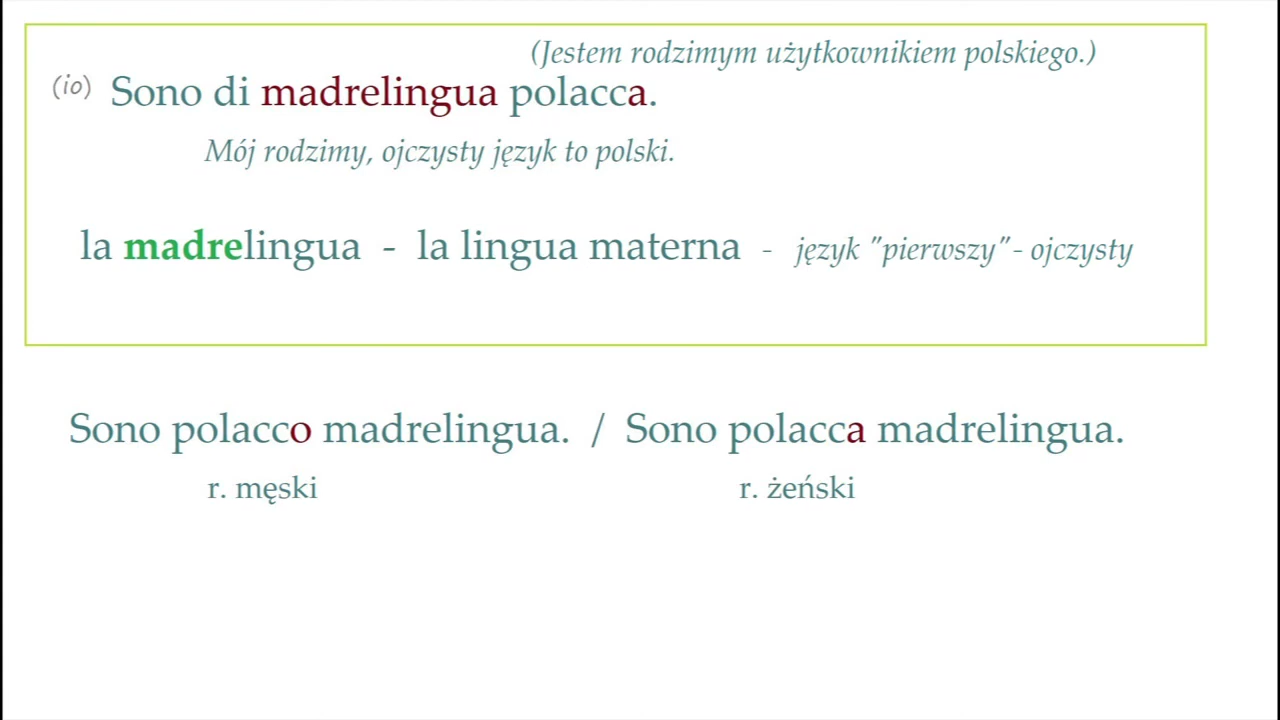 (Jestem rodzimym użytkownikiem polskiego.)
(io) Sono di madrelingua polacca.
Mój rodzimy, ojczysty język to polski.
la madrelingua - la lingua materna - język "pierwszy"- ojczysty
Sono polacco madrelingua. / Sono polacca madrelingua.
r. męski r. żeński